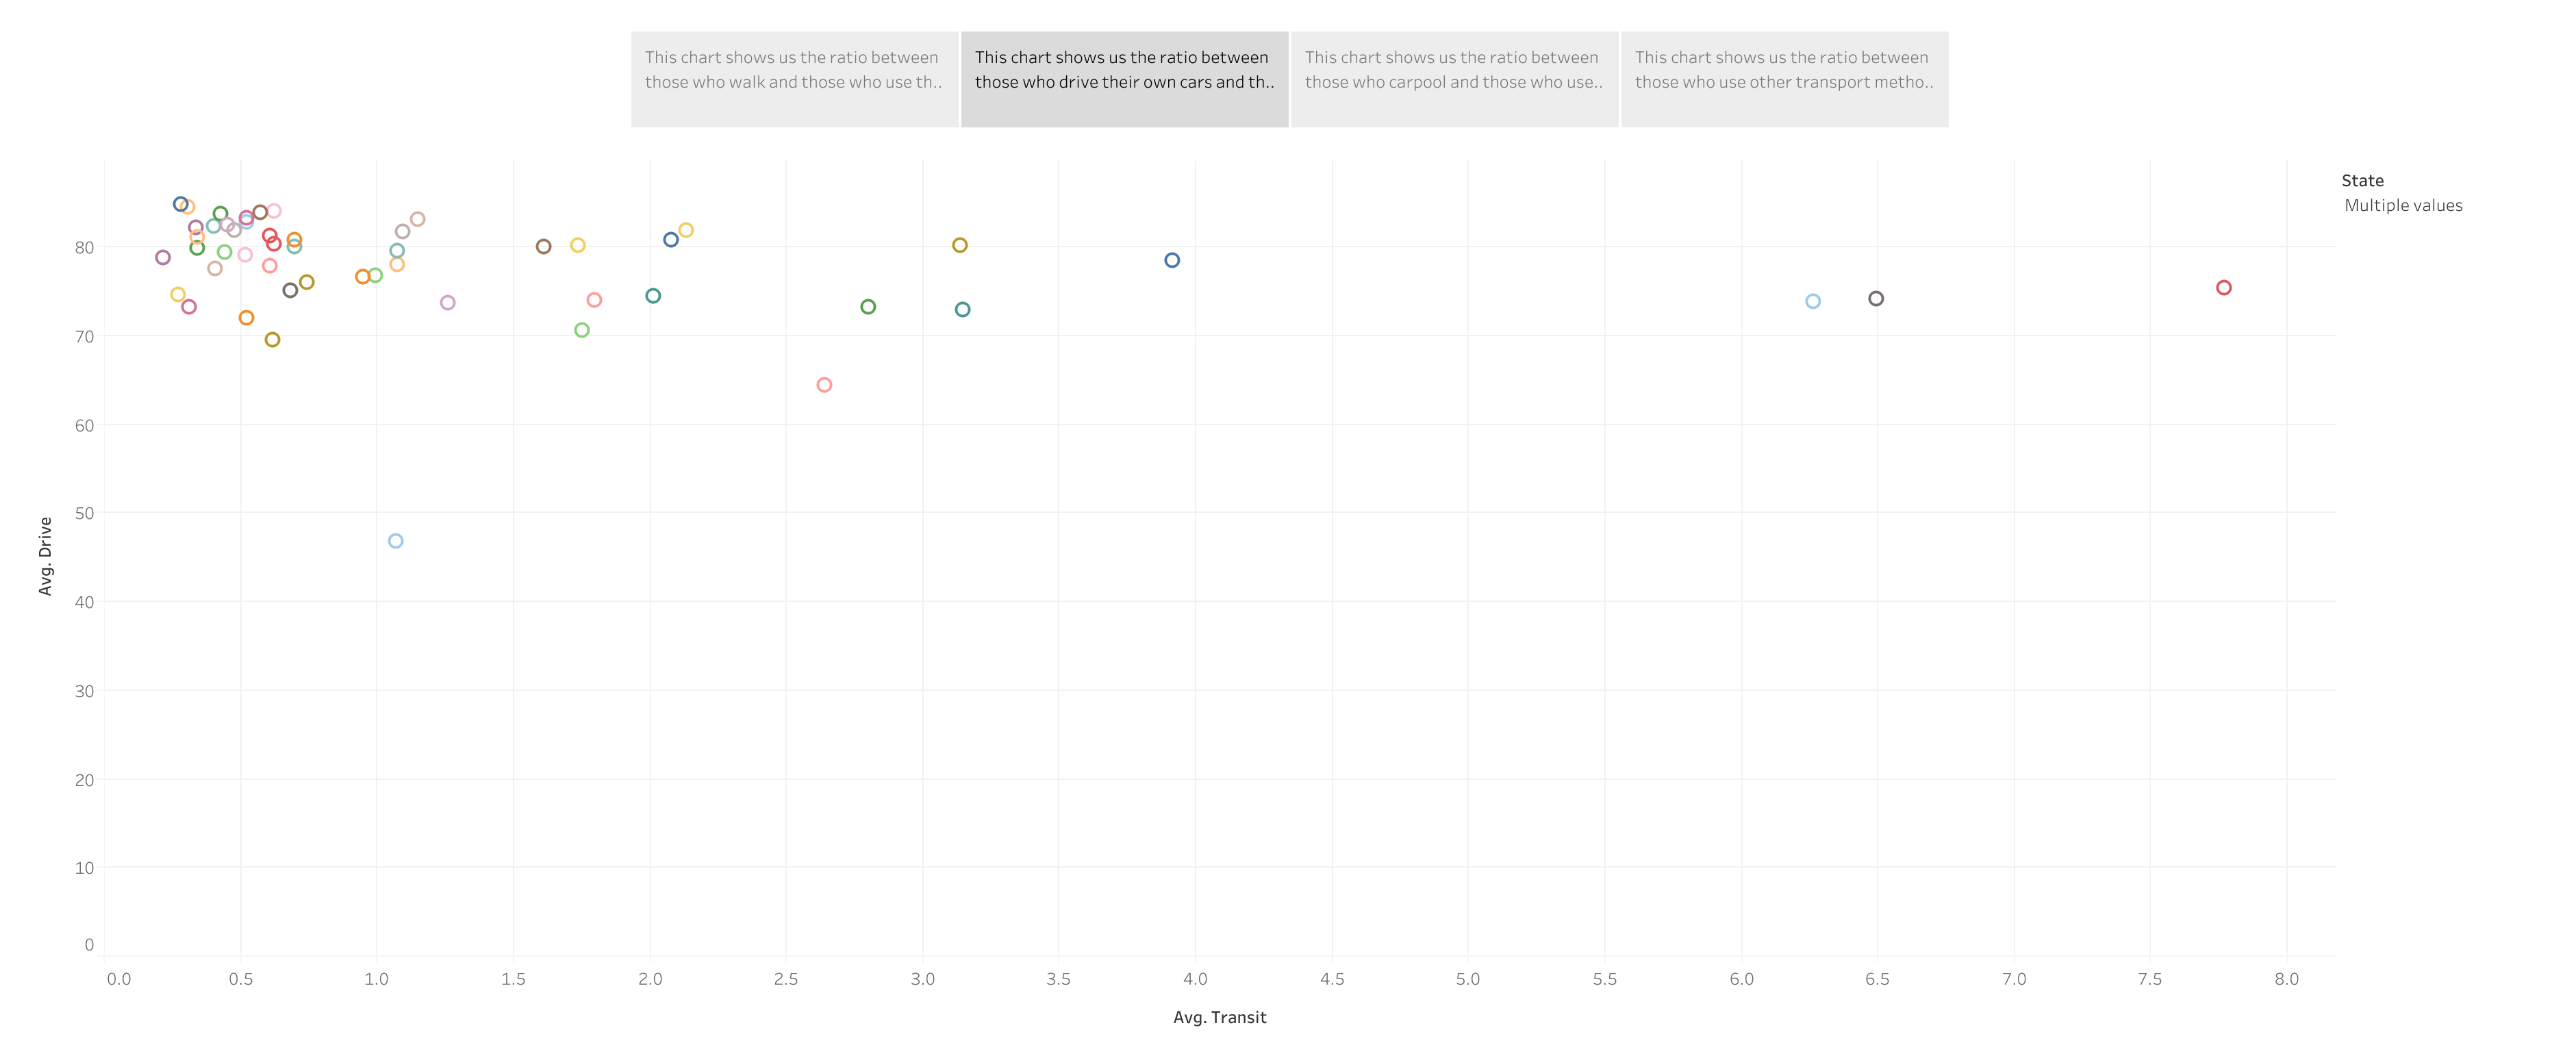 This chart shows us the ratio between
those who walk and those who use th..
This chart shows us the ratio between
those who drive their own cars and th..
This chart shows us the ratio between
those who carpool and those who use..
This chart shows us the ratio between
those who use other transport metho..
State
Multiple values
80
70
60
50
40
30
20
10
0
Avg. Drive
0.0 0.5 1.0 1.5 2.0 2.5 3.0 3.5 4.0 4.5 5.0 5.5 6.0 6.5 7.0 7.5 8.0
Avg. Transit